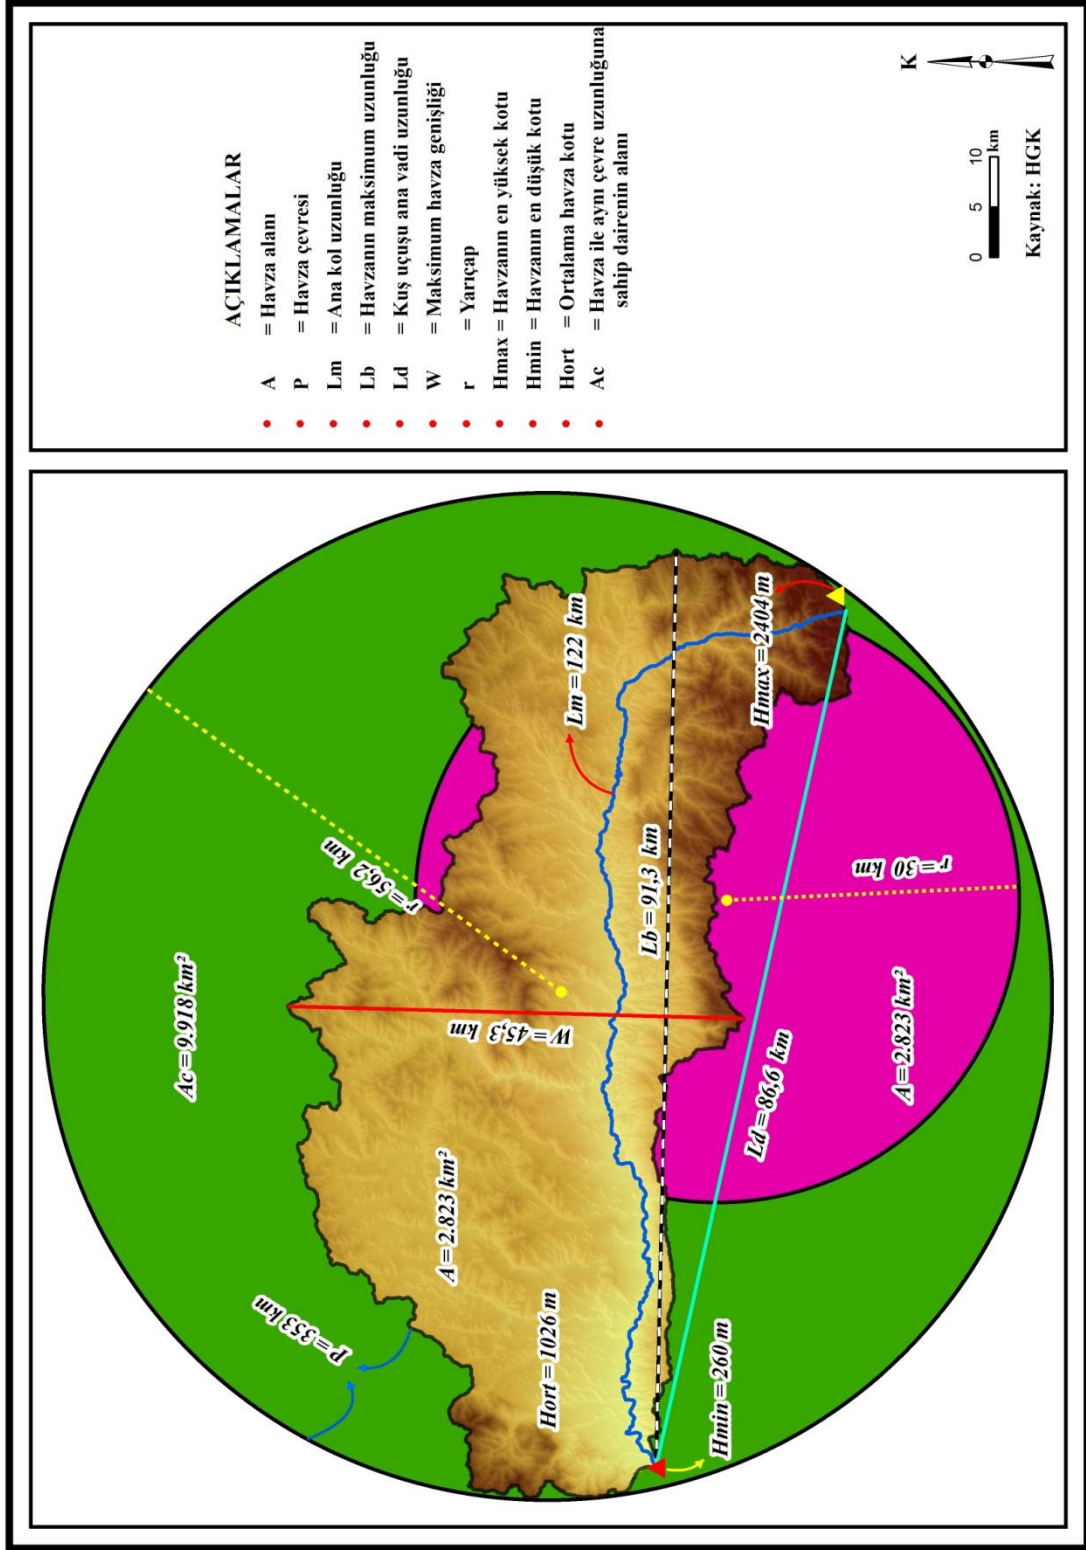 Ac = 9.918 km²
r = 56,2 km
P = 353 km
A = 2.823 km²
W = 45,3 km
Lm = 122 km
Hort = 1026 m
Lb = 91,3 km
Hmax = 2404 m
Hmin = 260 m
Ld = 86,6 km
A = 2.823 km²
r = 30 km
AÇIKLAMALAR
A = Havza alanı
P = Havza çevresi
Lm = Ana kol uzunluğu
Lb = Havzanın maksimum uzunluğu
Ld = Kuş uçuşu ana vadi uzunluğu
W = Maksimum havza genişliği
r = Yarıçap
Hmax = Havzanın en yüksek kotu
Hmin = Havzanın en düşük kotu
Hort = Ortalama havza kotu
Ac = Havza ile aynı çevre uzunluğuna
sahip dairenin alanı
K
0 5 10
km
Kaynak: HGK